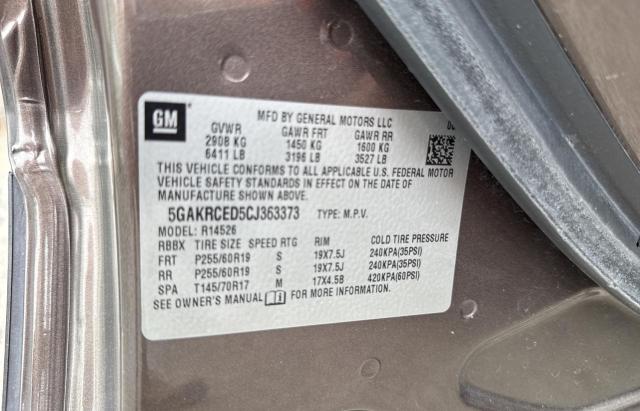 GM
MFD BY GENERAL MOTORS LLC
GVWR GAWR FRT GAWR RR
2908 KG 1450 KG 1600 KG
6411 LB 3196 LB 3527 LB
THIS VEHICLE CONFORMS TO ALL APPLICABLE U.S. FEDERAL MOTOR
VEHICLE SAFETY STANDARDS IN EFFECT ON THE DATE OF
MANUFACTURE SHOWN ABOVE.
5GAKRCED5CJ363373 TYPE: M.P.V.
MODEL: R14526
RBBX TIRE SIZE SPEED RTG RIM COLD TIRE PRESSURE
FRT P255/60R19 S 19X7.5J 240KPA(35PSI)
RR P255/60R19 S 19X7.5J 240KPA(35PSI)
SPA T145/70R17 M 17X4.5B 420KPA(60PSI)
SEE OWNER'S MANUAL FOR MORE INFORMATION.